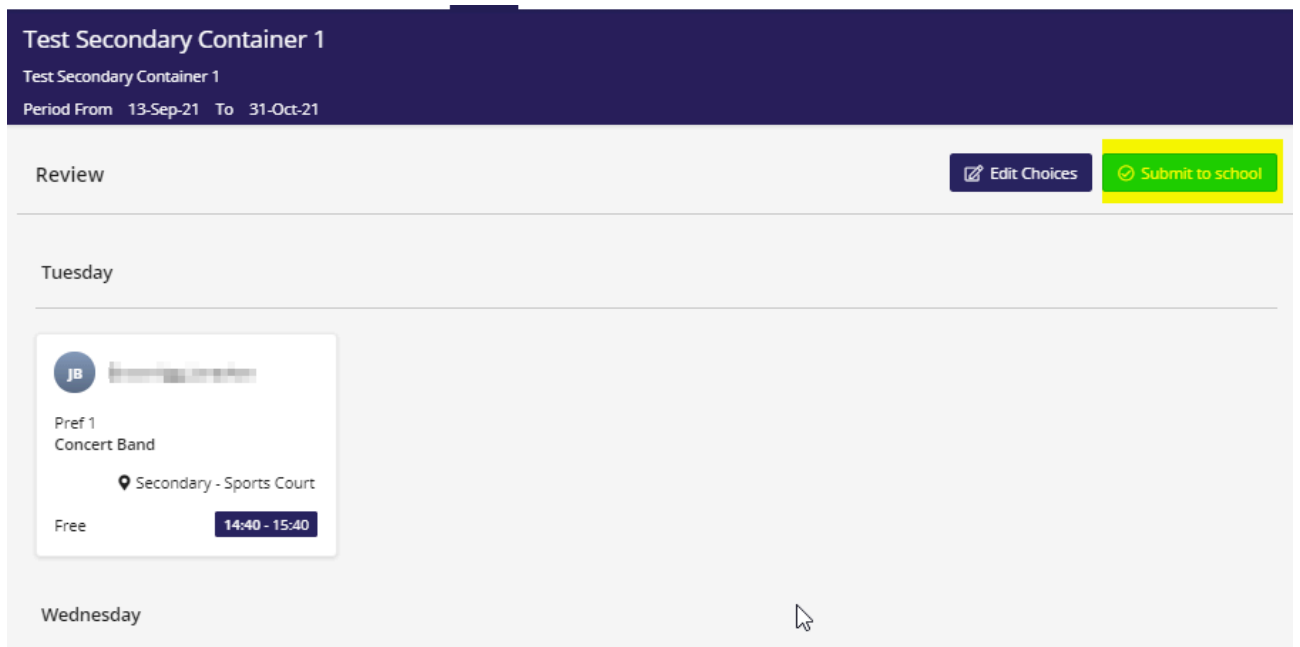 Test Secondary Container 1
Test Secondary Container 1
Period From 13-Sep-21 To 31-Oct-21
Review
Edit Choices
Submit to school
Tuesday
JB
Pref 1
Concert Band
Secondary - Sports Court
Free
14:40 - 15:40
Wednesday